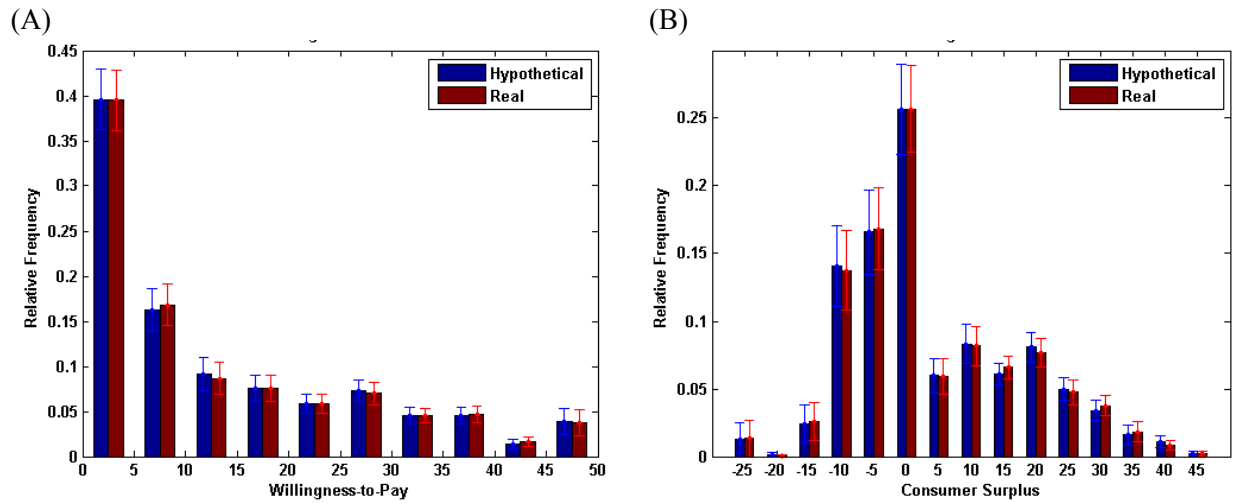 (A)
(B)
Hypothetical
Real
0.45
0.4
0.35
0.3
0.25
0.2
0.15
0.1
0.05
0
Relative Frequency
0 5 10 15 20 25 30 35 40 45 50
Willingness-to-Pay
Hypothetical
Real
0.25
0.2
0.15
0.1
0.05
0
Relative Frequency
-25 -20 -15 -10 -5 0 5 10 15 20 25 30 35 40 45
Consumer Surplus